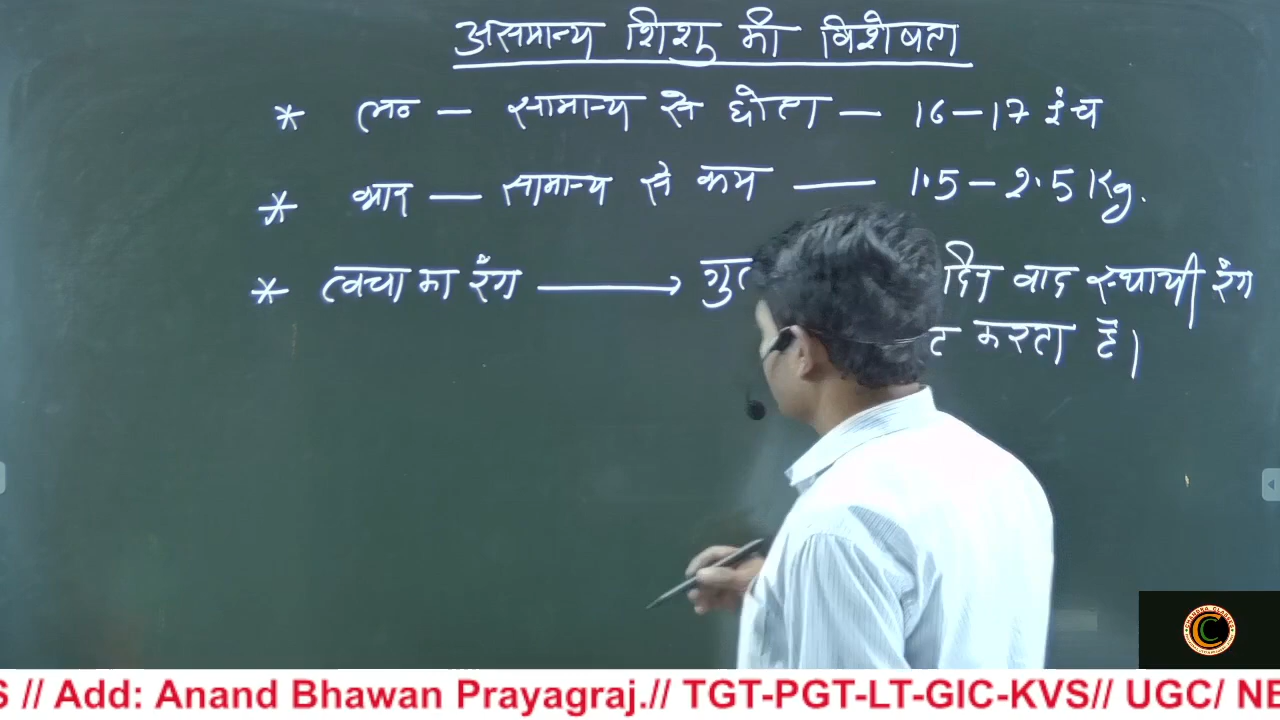 असमान्य शिशु की विशेषता
* लम्बाई — सामान्य से छोटा — 16-17 इंच
* भार — सामान्य से कम — 1.5-2.5 Kg.
* त्वचा का रंग → दिन बाद स्थायी रंग
करता है।
S // Add: Anand Bhawan Prayagraj.// TGT-PGT-LT-GIC-KVS// UGC/ NE